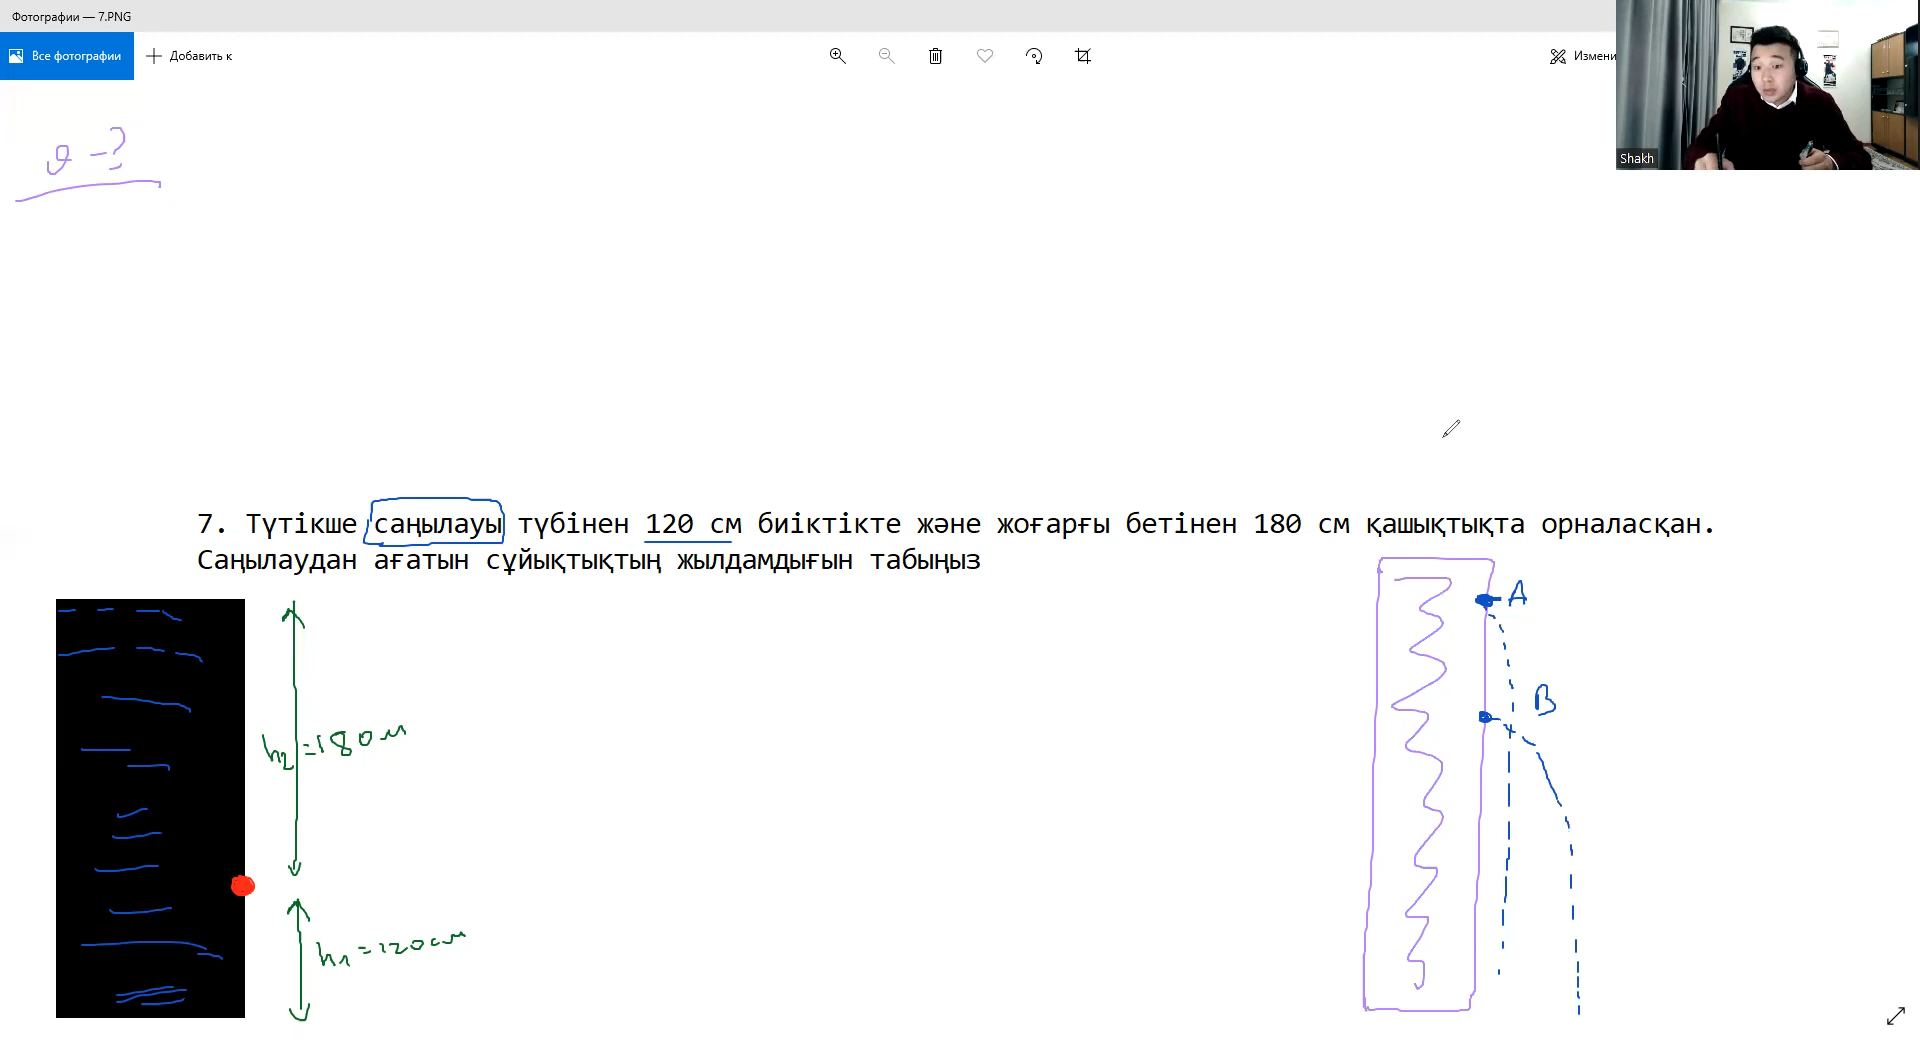 Фотографии — 7.PNG
Все фотографии
Добавить к
Измени
Shakh
υ - ?
7. Түтікше саңылауы түбінен 120 см биіктікте және жоғарғы бетінен 180 см қашықтықта орналасқан.
Саңылаудан ағатын сұйықтықтың жылдамдығын табыңыз
A
B
h₂ = 180 м
h₁ = 120 см